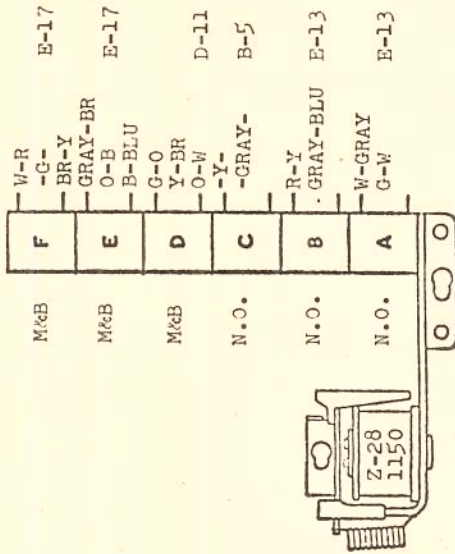 W-R
F M&B -G- E-17
BR-Y
GRAY-BR
E M&B O-B E-17
B-BLU
G-O
D M&B Y-BR
O-W D-11
-Y-
C N.O. -GRAY- B-5
R-Y
B N.O. GRAY-BLU E-13
W-GRAY
A N.O. G-W E-13
Z-28
1150